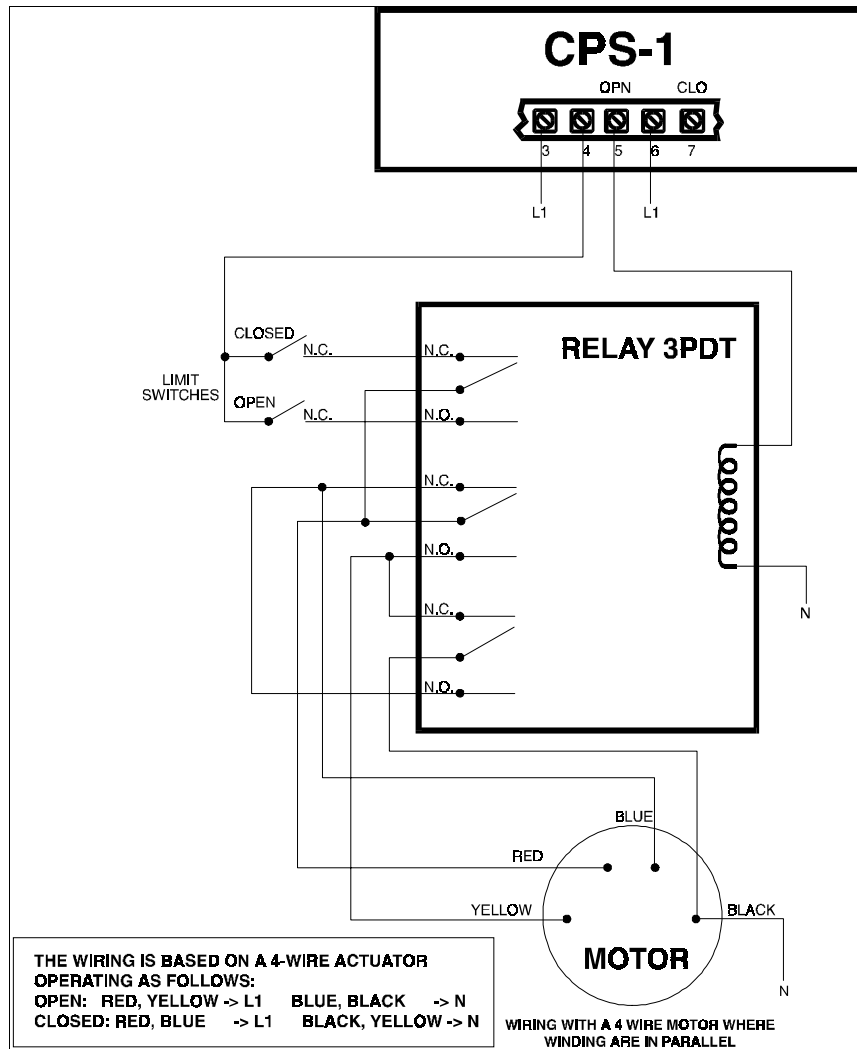 CPS-1
OPN CLO
3 4 5 6 7
L1 L1
CLOSED
N.C. N.C.
RELAY 3PDT
LIMIT
SWITCHES
OPEN
N.C. N.O.
N.C.
N.O.
N.C.
N
N.O.
BLUE
RED
YELLOW BLACK
MOTOR
N
THE WIRING IS BASED ON A 4-WIRE ACTUATOR
OPERATING AS FOLLOWS:
OPEN: RED, YELLOW -> L1 BLUE, BLACK -> N
CLOSED: RED, BLUE -> L1 BLACK, YELLOW -> N
WIRING WITH A 4 WIRE MOTOR WHERE
WINDING ARE IN PARALLEL